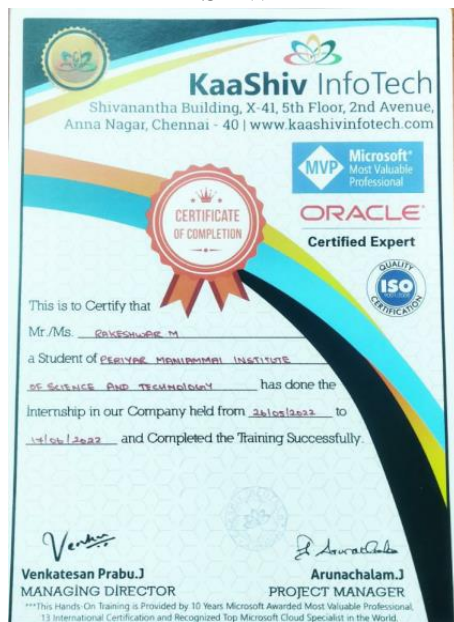 KaaShiv InfoTech
Shivanantha Building, X-41, 5th Floor, 2nd Avenue,
Anna Nagar, Chennai - 40 | www.kaashivinfotech.com
MVP
Microsoft®
Most Valuable
Professional
ORACLE®
Certified Expert
CERTIFICATE
OF COMPLETION
QUALITY
ISO
CERTIFICATION
This is to Certify that
Mr./Ms. RAKESHWAR M
a Student of PERIYAR MANIAMMAI INSTITUTE
OF SCIENCE AND TECHNOLOGY has done the
Internship in our Company held from 26/05/2022 to
17/06/2022 and Completed the Training Successfully.
Venkatesan Prabu.J
MANAGING DIRECTOR
Arunachalam.J
PROJECT MANAGER
***This Hands-On Training is Provided by 10 Years Microsoft Awarded Most Valuable Professional,
13 International Certification and Recognized Top Microsoft Cloud Specialist in the World.